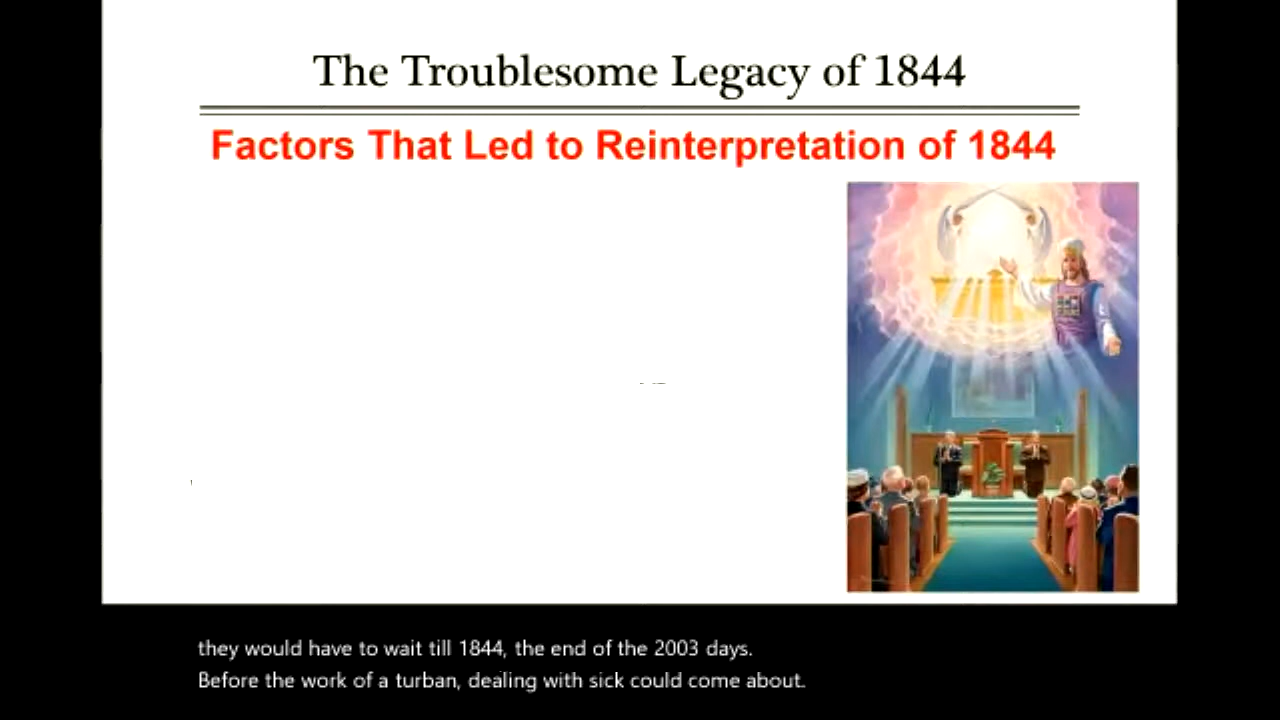 The Troublesome Legacy of 1844
Factors That Led to Reinterpretation of 1844
they would have to wait till 1844, the end of the 2003 days.
Before the work of a turban, dealing with sick could come about.